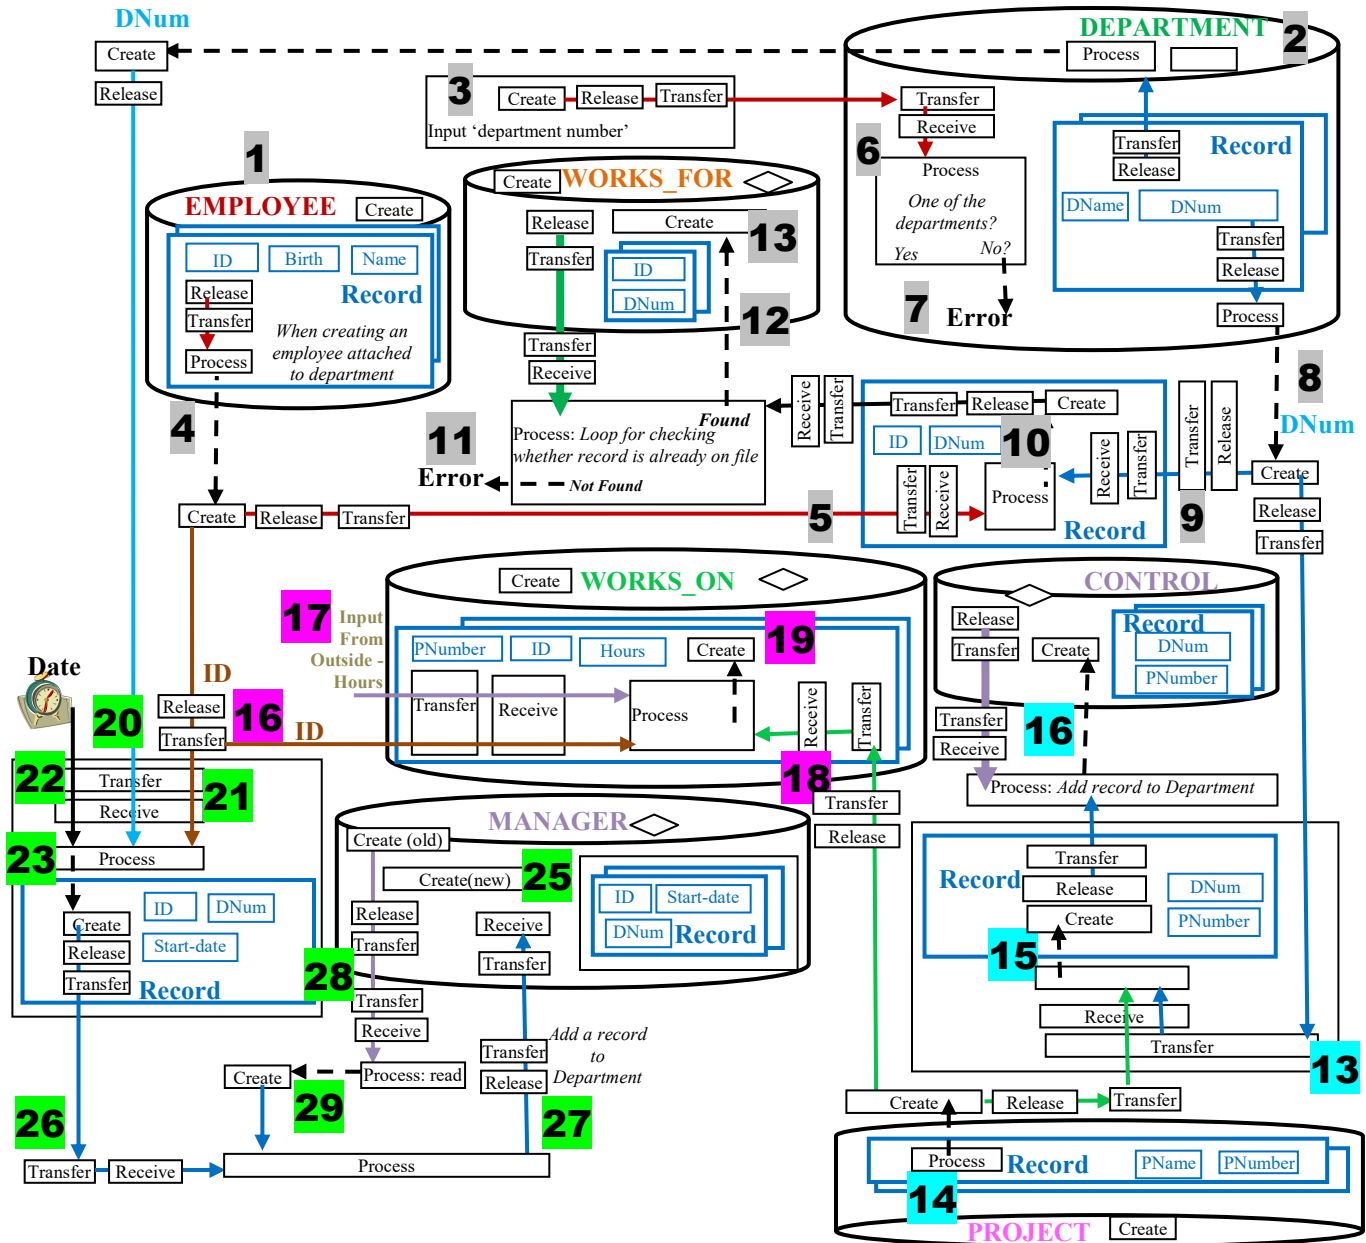 DNum
Create
Release
DEPARTMENT
2
Process
3
Create
Release
Transfer
Input ‘department number’
Transfer
Receive
6
Process
One of the
departments?
Yes
No?
7
Error
Transfer
Release
Record
DName
DNum
Transfer
Release
Process
8
DNum
1
EMPLOYEE
Create
ID
Birth
Name
Release
Record
Transfer
Process
When creating an
employee attached
to department
4
Create
WORKS_FOR
Release
Create
13
Transfer
ID
DNum
12
Transfer
Receive
Found
Process: Loop for checking
whether record is already on file
Not Found
11
Error
Receive
Transfer
Transfer
Release
Create
ID
DNum
10
Receive
Transfer
Transfer
Receive
Process
Record
Transfer
Release
9
Create
Release
Transfer
Create
Release
Transfer
5
WORKS_ON
Create
17
Input
From
Outside -
Hours
PNumber
ID
Hours
Create
19
Transfer
Receive
Process
Receive
Transfer
18
CONTROL
Release
Transfer
Create
Record
DNum
PNumber
Transfer
Receive
16
Process: Add record to Department
Date
ID
Release
Transfer
16
ID
20
22
Transfer
21
Receive
23
Process
Create
ID
DNum
Release
Start-date
Transfer
Record
MANAGER
Create (old)
Create(new)
25
Release
Transfer
Receive
Transfer
ID
Start-date
DNum
Record
28
Transfer
Receive
Process: read
Create
29
Transfer
Release
Add a record
to
Department
27
26
Transfer
Receive
Process
Transfer
Release
Transfer
Record
Release
Create
DNum
PNumber
15
Receive
Transfer
13
Create
Release
Transfer
Process
Record
PName
PNumber
14
PROJECT
Create